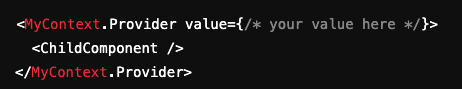 <MyContext.Provider value={/* your value here */}>
  <ChildComponent />
</MyContext.Provider>